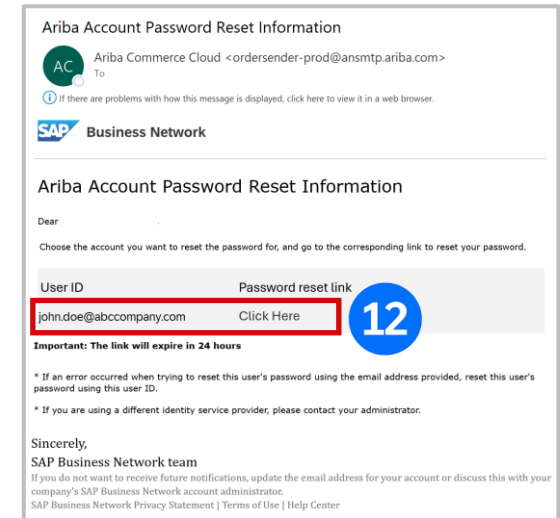 Ariba Account Password Reset Information
AC
Ariba Commerce Cloud <ordersender-prod@ansmtp.ariba.com>
To
If there are problems with how this message is displayed, click here to view it in a web browser.
SAP Business Network
Ariba Account Password Reset Information
Dear
Choose the account you want to reset the password for, and go to the corresponding link to reset your password.
User ID Password reset link
john.doe@abccompany.com Click Here
12
Important: The link will expire in 24 hours
* If an error occurred when trying to reset this user's password using the email address provided, reset this user's
password using this user ID.
* If you are using a different identity service provider, please contact your administrator.
Sincerely,
SAP Business Network team
If you do not want to receive future notifications, update the email address for your account or discuss this with your
company's SAP Business Network account administrator.
SAP Business Network Privacy Statement | Terms of Use | Help Center